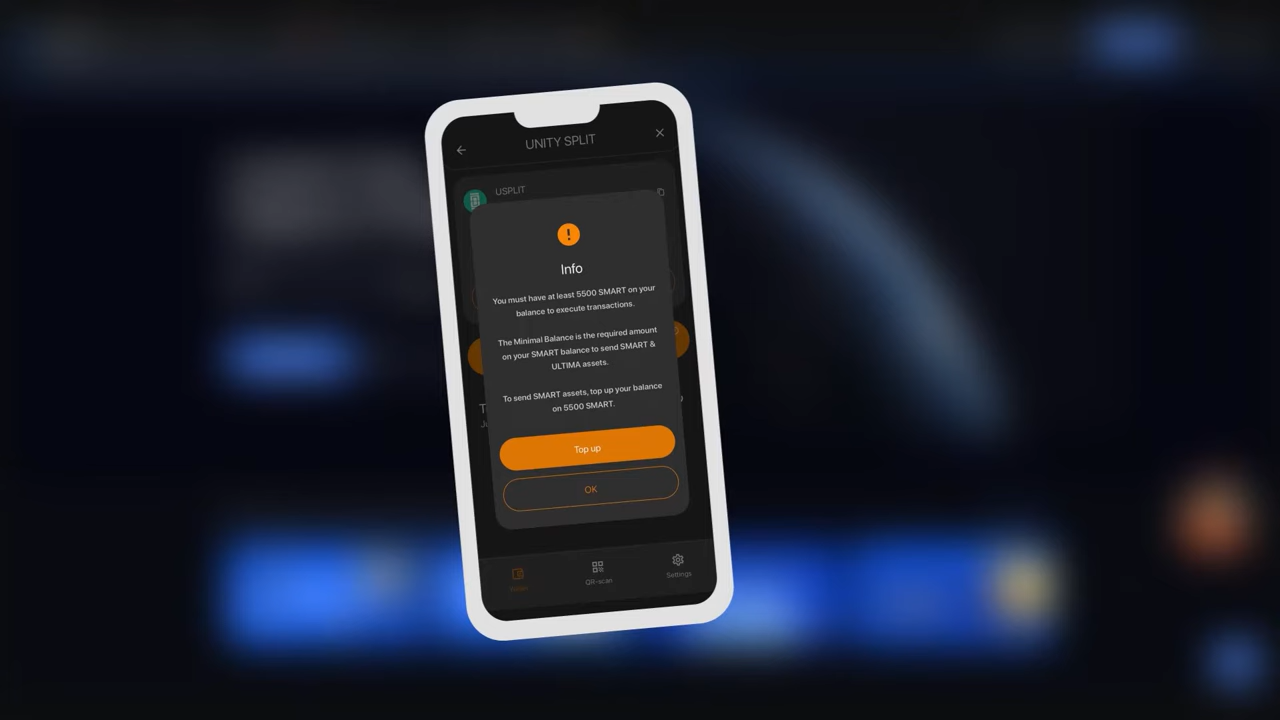 UNITY SPLIT
USPLIT
Info
You must have at least 5500 SMART on your
balance to execute transactions.
The Minimal Balance is the required amount
on your SMART balance to send SMART &
ULTIMA assets.
To send SMART assets, top up your balance
on 5500 SMART.
Top up
OK
Wallet
QR-scan
Settings